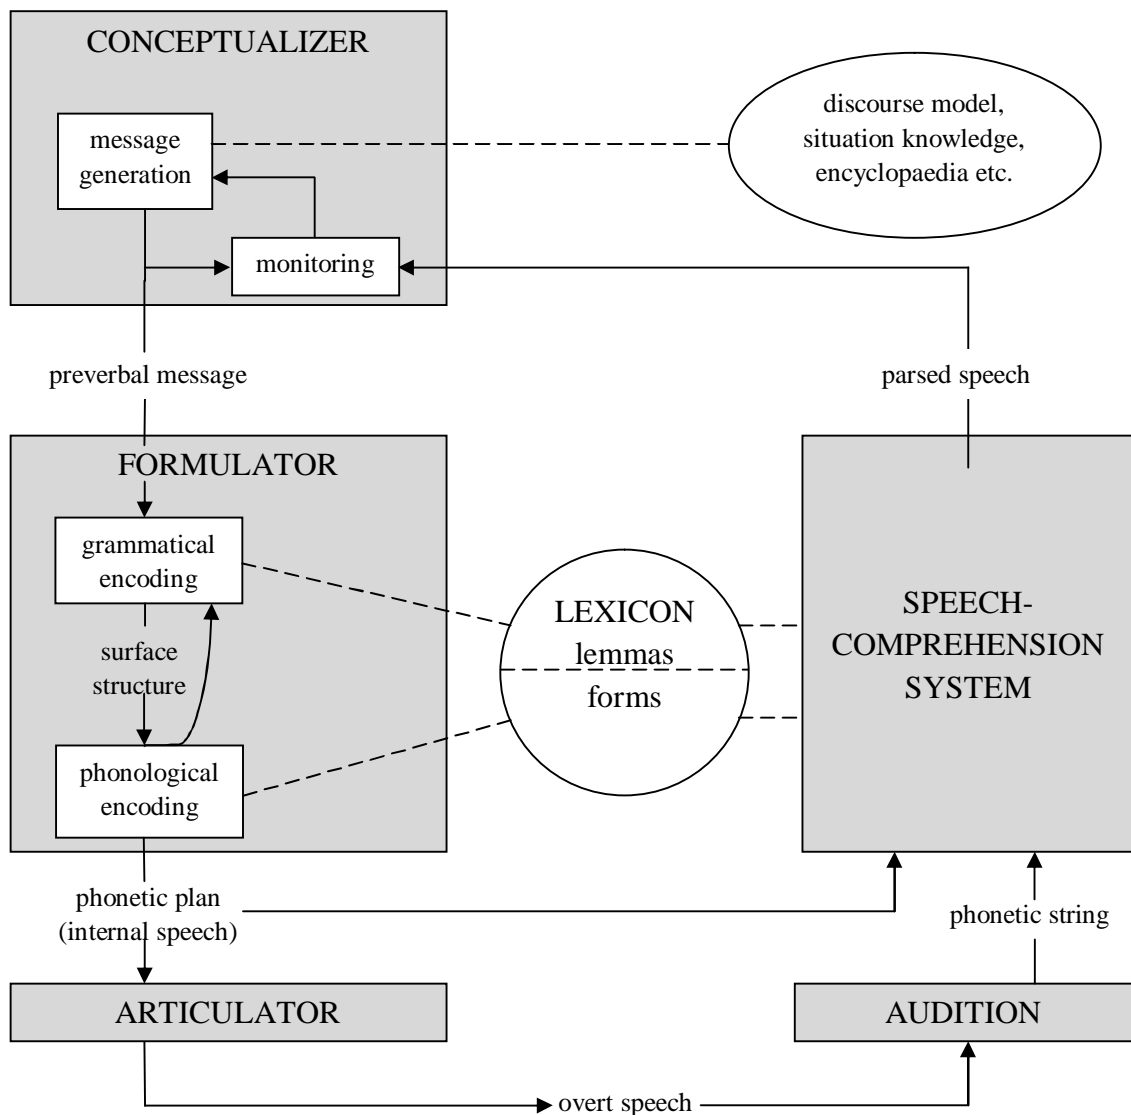 CONCEPTUALIZER
message
generation
monitoring
discourse model,
situation knowledge,
encyclopaedia etc.
preverbal message
parsed speech
FORMULATOR
grammatical
encoding
surface
structure
phonological
encoding
LEXICON
lemmas
forms
SPEECH-
COMPREHENSION
SYSTEM
phonetic plan
(internal speech)
phonetic string
ARTICULATOR
AUDITION
overt speech